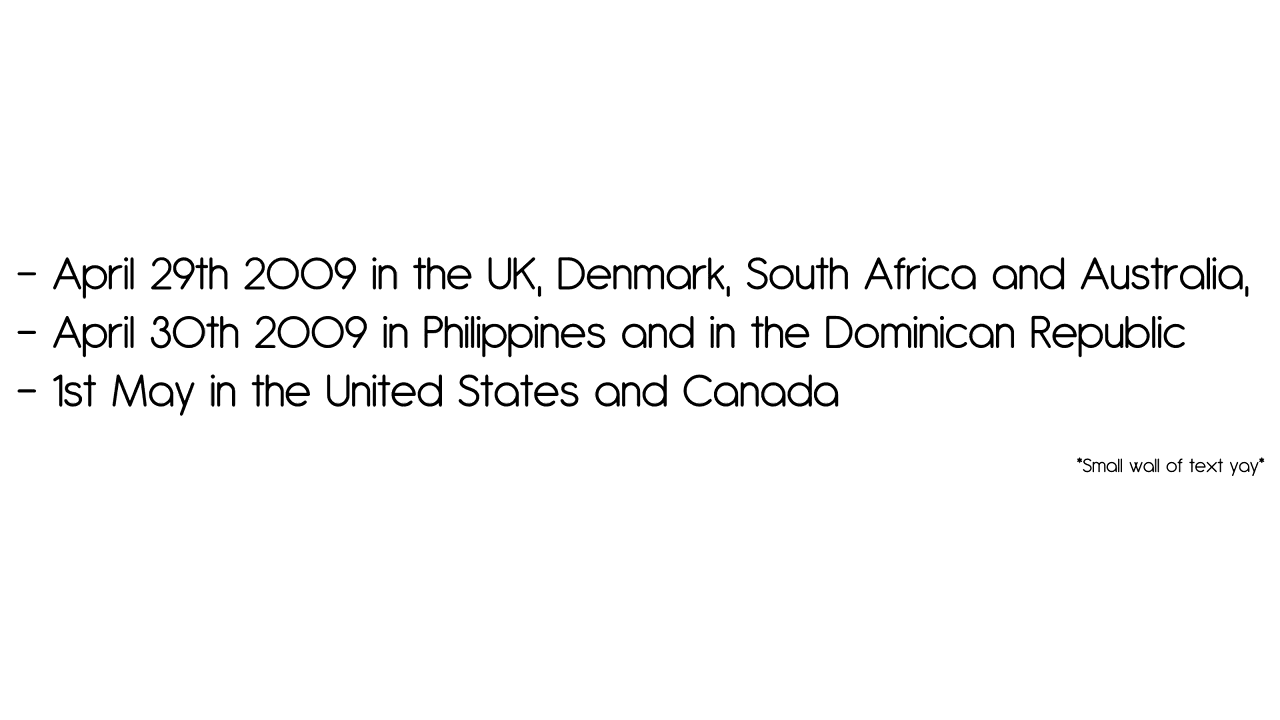 - April 29th 2009 in the UK, Denmark, South Africa and Australia,
- April 30th 2009 in Philippines and in the Dominican Republic
- 1st May in the United States and Canada
*Small wall of text yay*